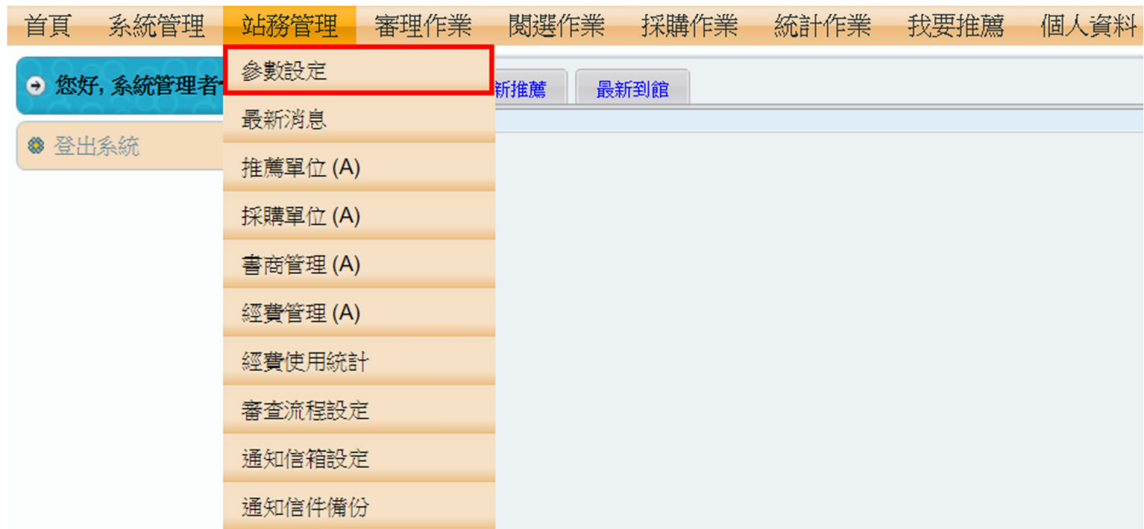 首頁 系統管理 站務管理 審理作業 閱選作業 採購作業 統計作業 我要推薦 個人資料
您好, 系統管理者
新推薦 最新到館
登出系統
參數設定
最新消息
推薦單位 (A)
採購單位 (A)
書商管理 (A)
經費管理 (A)
經費使用統計
審查流程設定
通知信箱設定
通知信件備份